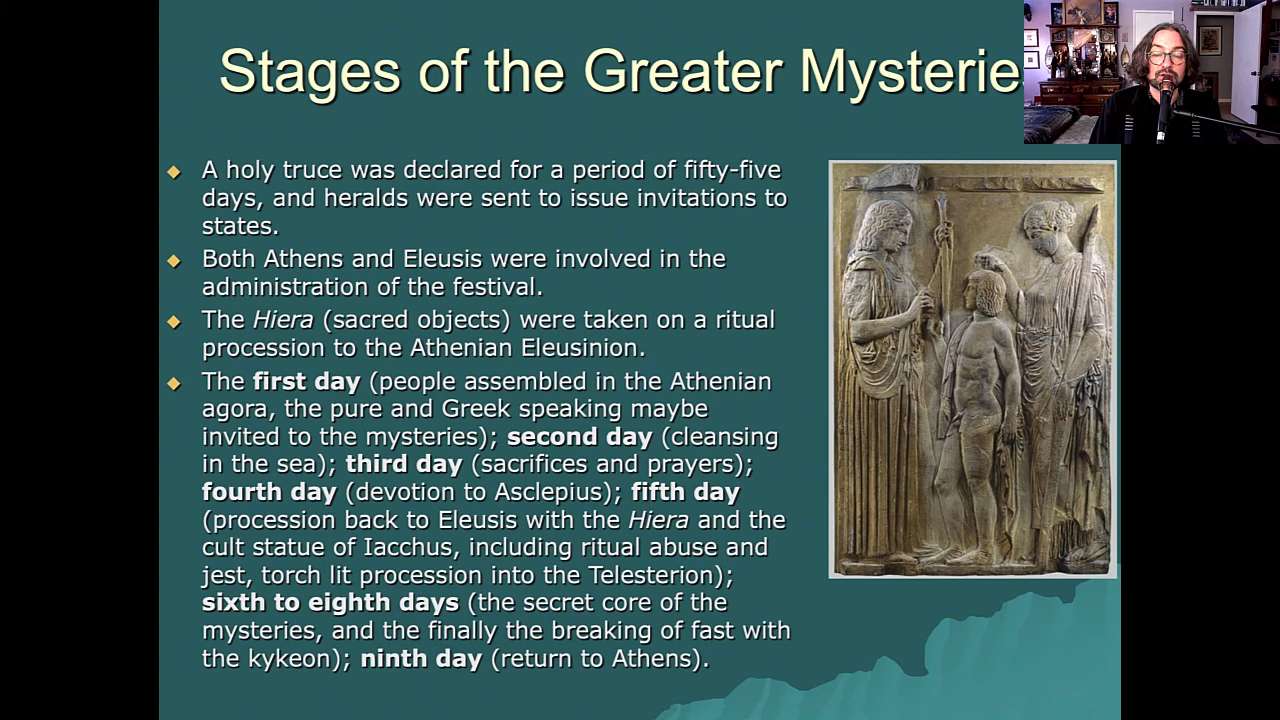 Stages of the Greater Mysterie
A holy truce was declared for a period of fifty-five
days, and heralds were sent to issue invitations to
states.
Both Athens and Eleusis were involved in the
administration of the festival.
The Hiera (sacred objects) were taken on a ritual
procession to the Athenian Eleusinion.
The first day (people assembled in the Athenian
agora, the pure and Greek speaking maybe
invited to the mysteries); second day (cleansing
in the sea); third day (sacrifices and prayers);
fourth day (devotion to Asclepius); fifth day
(procession back to Eleusis with the Hiera and the
cult statue of Iacchus, including ritual abuse and
jest, torch lit procession into the Telesterion);
sixth to eighth days (the secret core of the
mysteries, and the finally the breaking of fast with
the kykeon); ninth day (return to Athens).